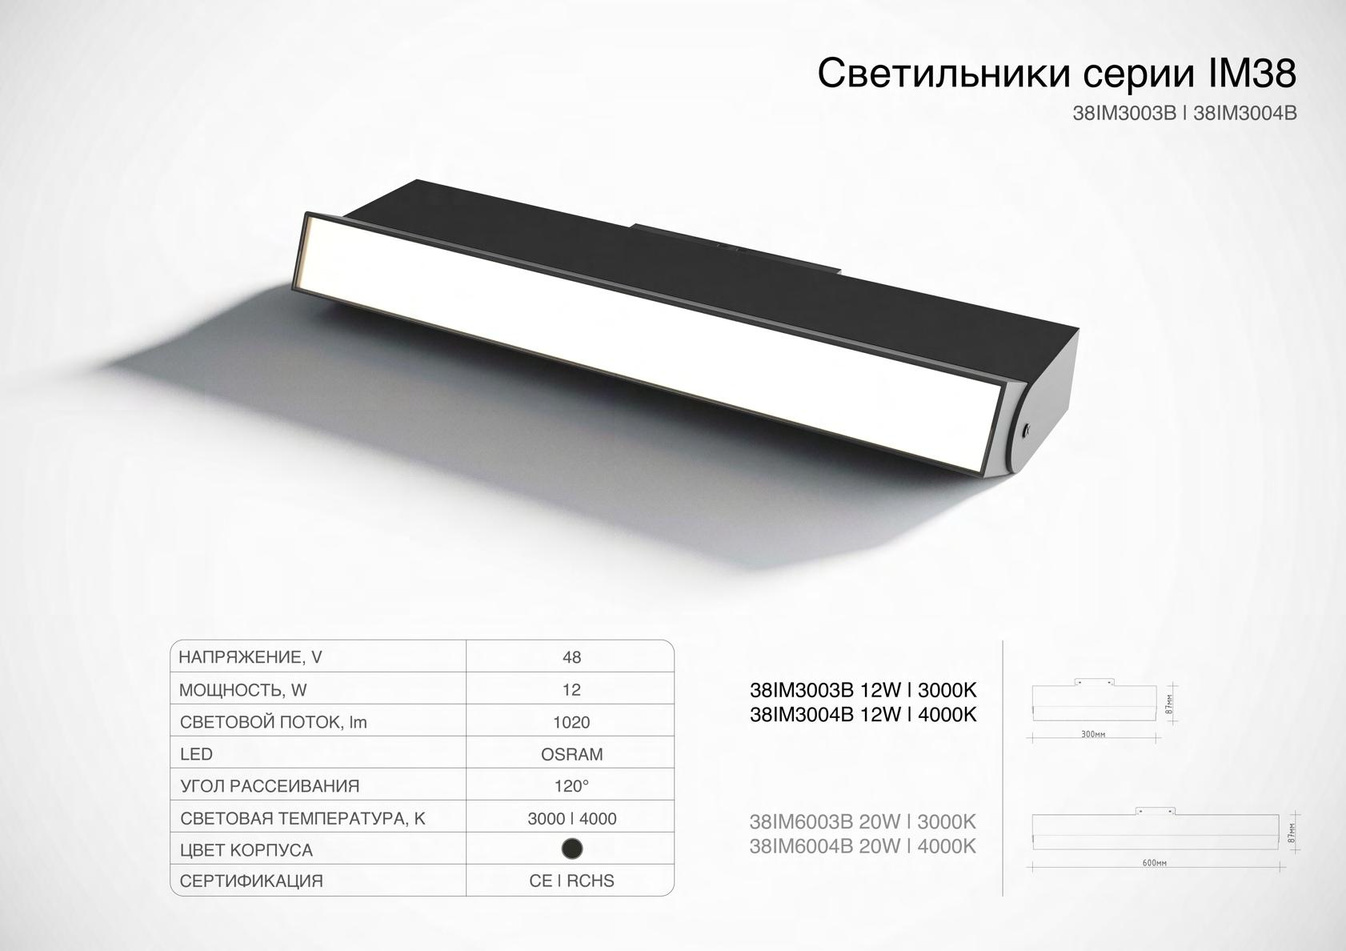 Светильники серии IM38
38IM3003B | 38IM3004B
НАПРЯЖЕНИЕ, V 48
МОЩНОСТЬ, W 12
СВЕТОВОЙ ПОТОК, lm 1020
LED OSRAM
УГОЛ РАССЕИВАНИЯ 120°
СВЕТОВАЯ ТЕМПЕРАТУРА, К 3000 | 4000
ЦВЕТ КОРПУСА
СЕРТИФИКАЦИЯ CE | RCHS
38IM3003B 12W | 3000K
38IM3004B 12W | 4000K
87мм
300мм
38IM6003B 20W | 3000K
38IM6004B 20W | 4000K
87мм
600мм